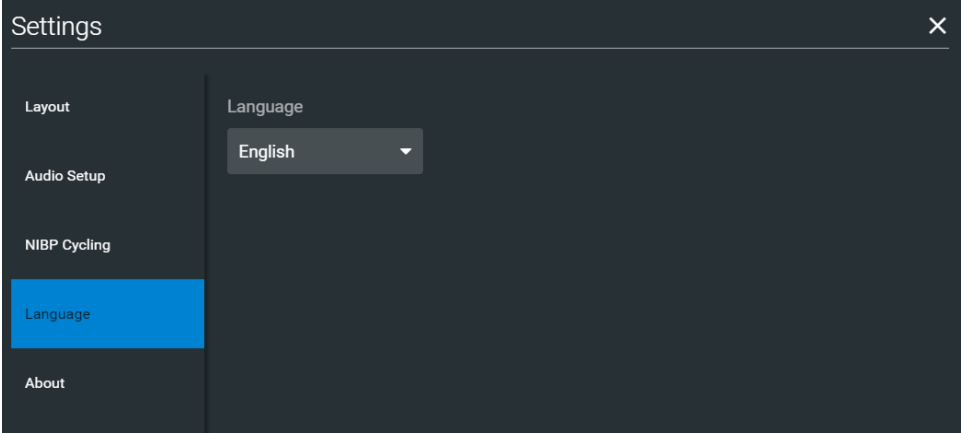 Settings
Layout
Audio Setup
NIBP Cycling
Language
About
Language
English